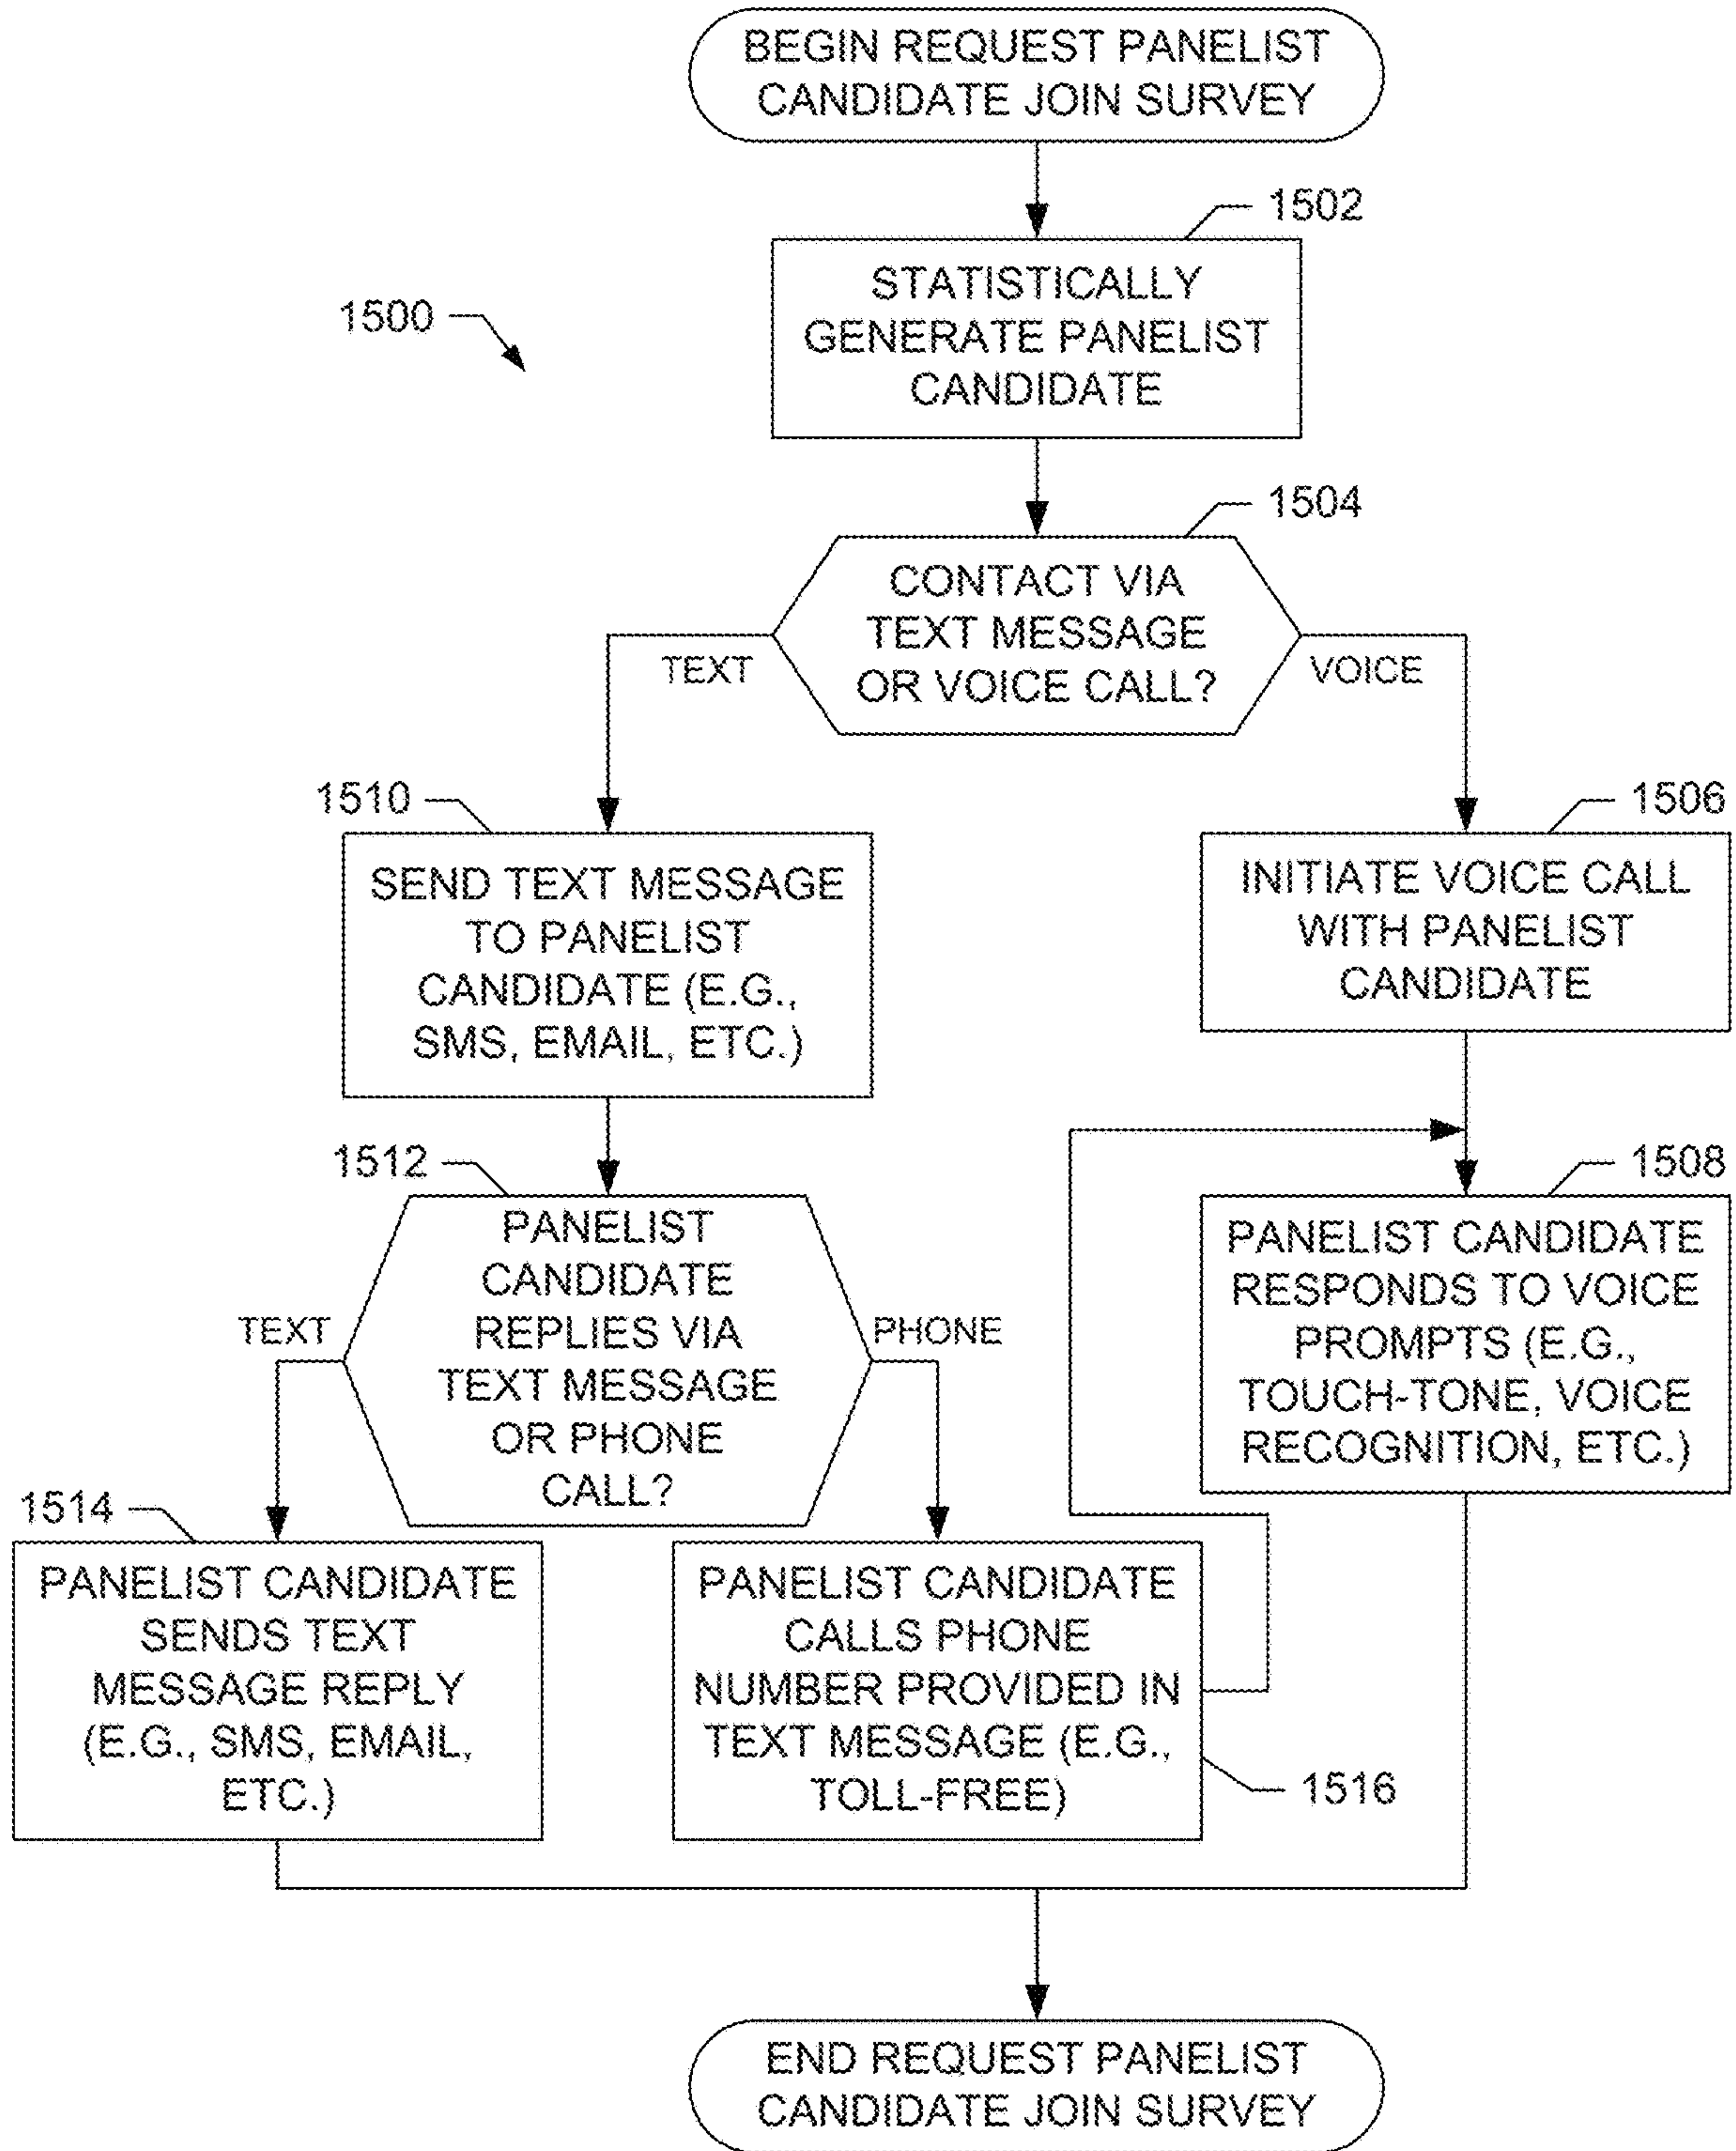 BEGIN REQUEST PANELIST
CANDIDATE JOIN SURVEY
1502
STATISTICALLY
GENERATE PANELIST
CANDIDATE
1500
1504
CONTACT VIA
TEXT MESSAGE
OR VOICE CALL?
TEXT
VOICE
1510
SEND TEXT MESSAGE
TO PANELIST
CANDIDATE (E.G.,
SMS, EMAIL, ETC.)
1506
INITIATE VOICE CALL
WITH PANELIST
CANDIDATE
1512
PANELIST
CANDIDATE
REPLIES VIA
TEXT MESSAGE
OR PHONE
CALL?
TEXT
PHONE
1508
PANELIST CANDIDATE
RESPONDS TO VOICE
PROMPTS (E.G.,
TOUCH-TONE, VOICE
RECOGNITION, ETC.)
1514
PANELIST CANDIDATE
SENDS TEXT
MESSAGE REPLY
(E.G., SMS, EMAIL,
ETC.)
PANELIST CANDIDATE
CALLS PHONE
NUMBER PROVIDED IN
TEXT MESSAGE (E.G.,
TOLL-FREE)
1516
END REQUEST PANELIST
CANDIDATE JOIN SURVEY